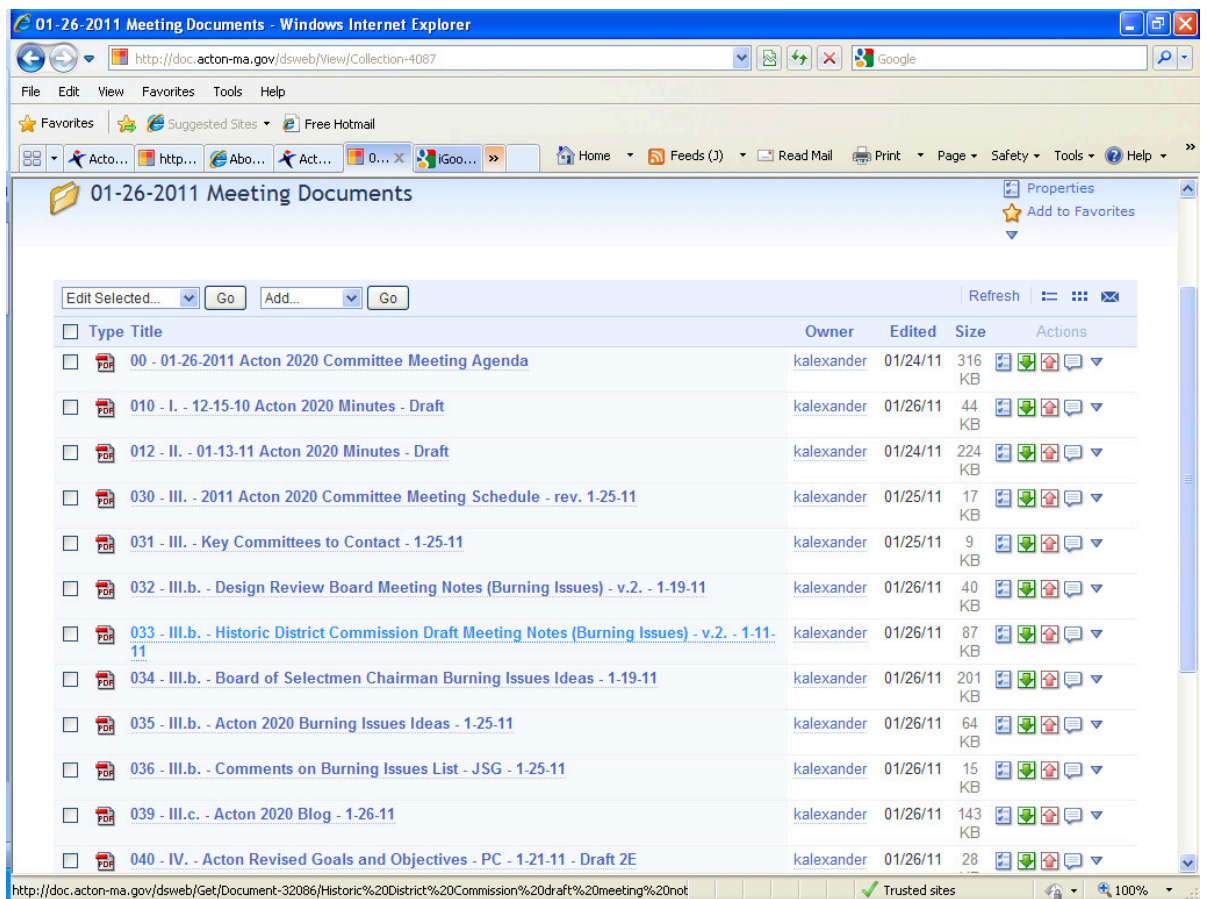 01-26-2011 Meeting Documents - Windows Internet Explorer
http://doc.acton-ma.gov/dsweb/View/Collection-4087
Google
File Edit View Favorites Tools Help
Favorites Suggested Sites Free Hotmail
Acto... http... Abo... Act... 0... X iGoo... » Home Feeds (J) Read Mail Print Page Safety Tools Help »
01-26-2011 Meeting Documents
Properties
Add to Favorites
Edit Selected... Go Add... Go Refresh
Type Title Owner Edited Size Actions
00 - 01-26-2011 Acton 2020 Committee Meeting Agenda kalexander 01/24/11 316
KB
010 - I. - 12-15-10 Acton 2020 Minutes - Draft kalexander 01/26/11 44
KB
012 - II. - 01-13-11 Acton 2020 Minutes - Draft kalexander 01/24/11 224
KB
030 - III. - 2011 Acton 2020 Committee Meeting Schedule - rev. 1-25-11 kalexander 01/25/11 17
KB
031 - III. - Key Committees to Contact - 1-25-11 kalexander 01/25/11 9
KB
032 - III.b. - Design Review Board Meeting Notes (Burning Issues) - v.2. - 1-19-11 kalexander 01/26/11 40
KB
033 - III.b. - Historic District Commission Draft Meeting Notes (Burning Issues) - v.2. - 1-11- kalexander 01/26/11 87
11 KB
034 - III.b. - Board of Selectmen Chairman Burning Issues Ideas - 1-19-11 kalexander 01/26/11 201
KB
035 - III.b. - Acton 2020 Burning Issues Ideas - 1-25-11 kalexander 01/26/11 64
KB
036 - III.b. - Comments on Burning Issues List - JSG - 1-25-11 kalexander 01/26/11 15
KB
039 - III.c. - Acton 2020 Blog - 1-26-11 kalexander 01/26/11 143
KB
040 - IV. - Acton Revised Goals and Objectives - PC - 1-21-11 - Draft 2E kalexander 01/26/11 28
http://doc.acton-ma.gov/dsweb/Get/Document-32086/Historic%20District%20Commission%20draft%20meeting%20not Trusted sites 100%